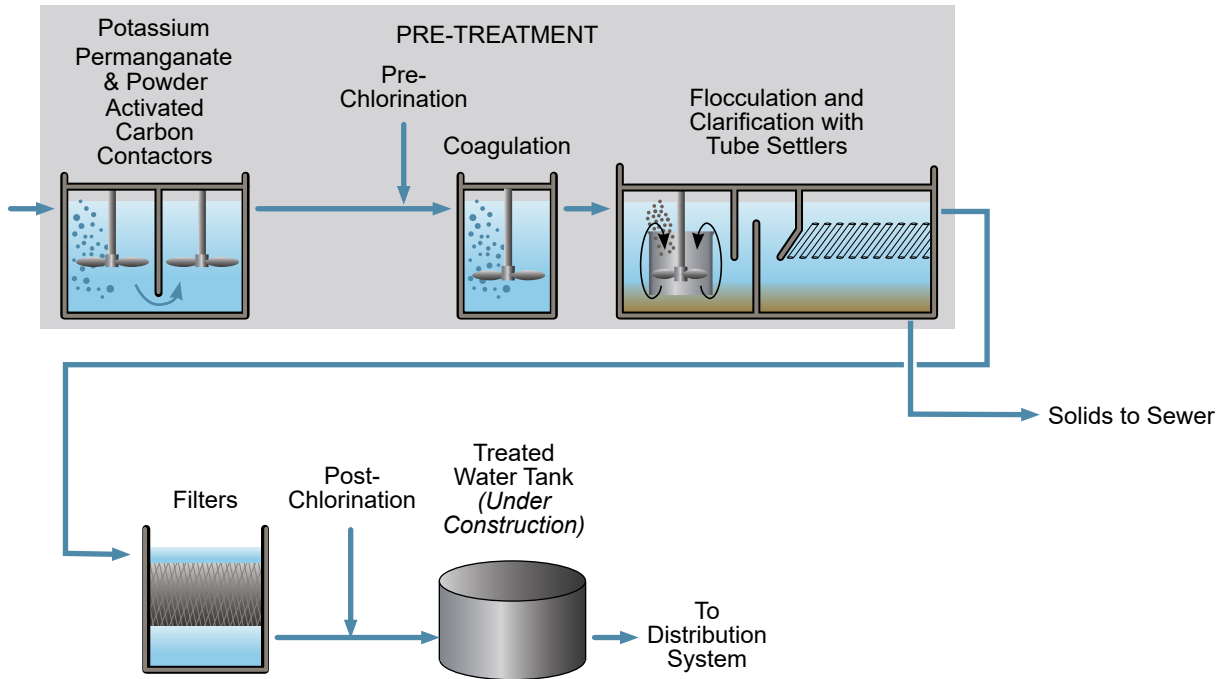 Potassium
Permanganate
& Powder
Activated
Carbon
Contactors
PRE-TREATMENT
Pre-
Chlorination
Coagulation
Flocculation and
Clarification with
Tube Settlers
Solids to Sewer
Filters
Post-
Chlorination
Treated
Water Tank
(Under
Construction)
To
Distribution
System